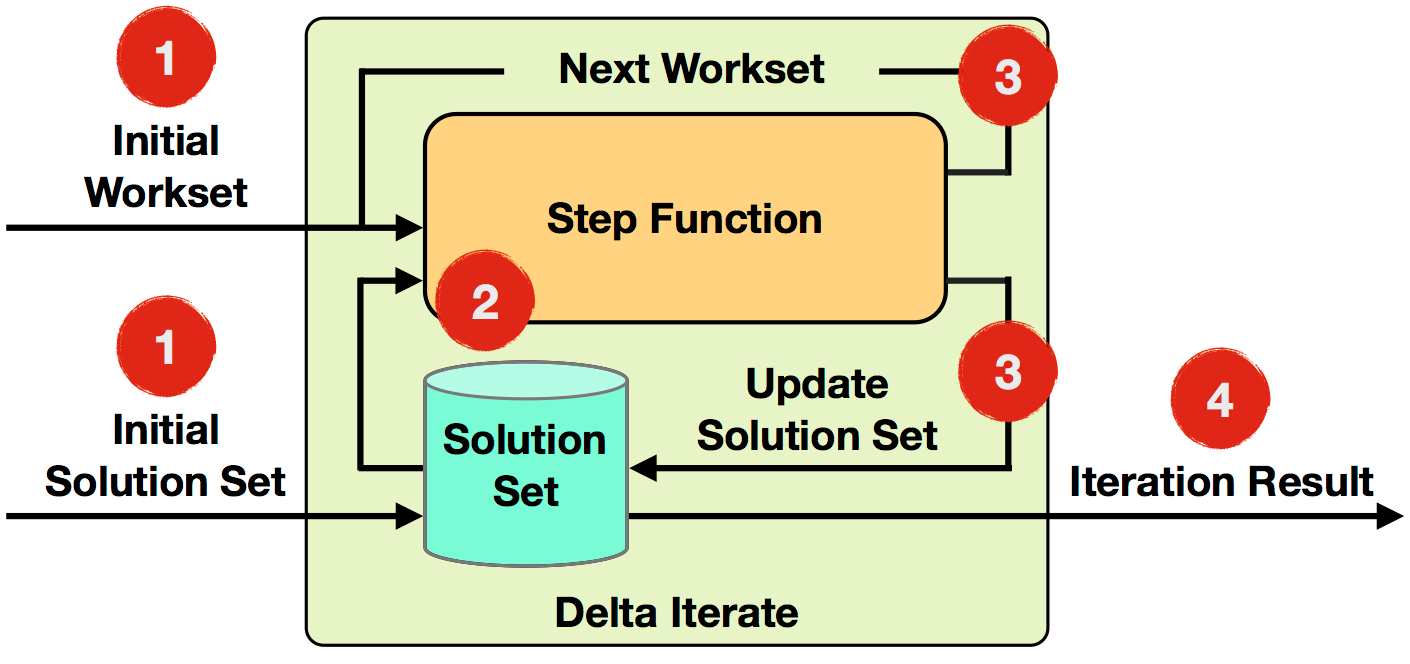 1
Initial
Workset
Next Workset
3
Step Function
2
1
Initial
Solution Set
Solution
Set
Update
Solution Set
3
4
Iteration Result
Delta Iterate